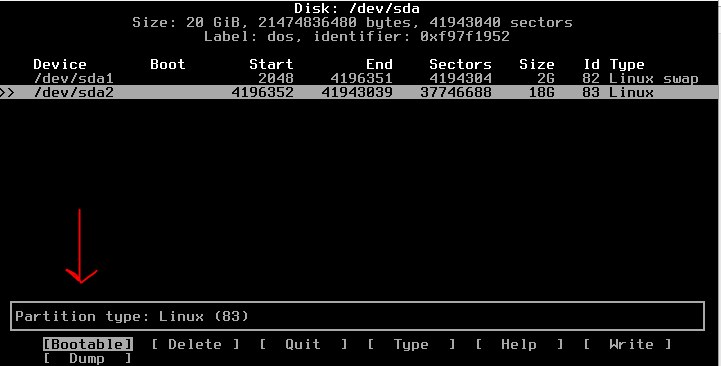 Disk: /dev/sda
Size: 20 GiB, 21474836480 bytes, 41943040 sectors
Label: dos, identifier: 0xf97f1952
Device Boot Start End Sectors Size Id Type
/dev/sda1 2048 4196351 4194304 2G 82 Linux swap
>> /dev/sda2 4196352 41943039 37746688 18G 83 Linux
Partition type: Linux (83)
[Bootable] [ Delete ] [ Quit ] [ Type ] [ Help ] [ Write ]
[ Dump ]